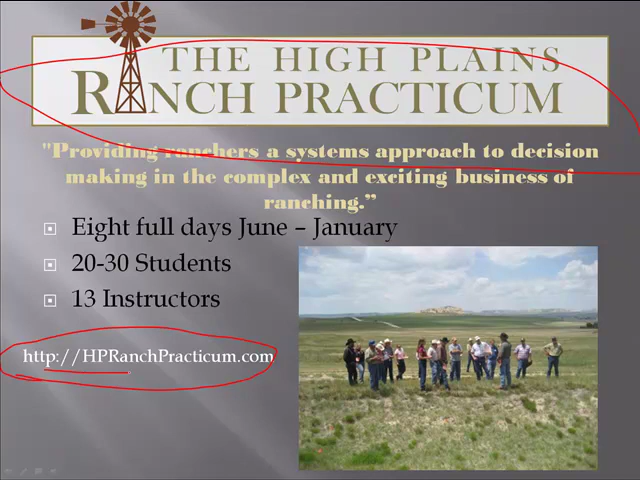 THE HIGH PLAINS
RANCH PRACTICUM
"Providing ranchers a systems approach to decision
making in the complex and exciting business of
ranching.”
Eight full days June – January
20-30 Students
13 Instructors
http://HPRanchPracticum.com